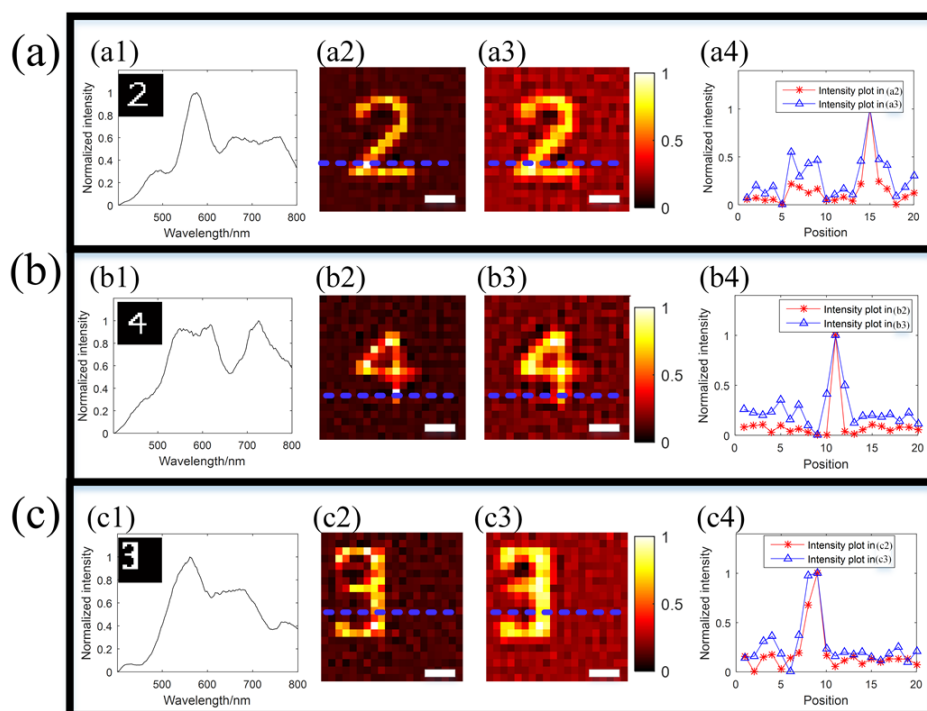 (a)
(a1) (a2) (a3) (a4)
2
Normalized intensity
1
0.8
0.6
0.4
0.2
0
500 600 700 800
Wavelength/nm
2
2
1
0.5
0
Normalized intensity
1
0.5
0
0 5 10 15 20
Position
Intensity plot in (a2)
Intensity plot in (a3)
(b)
(b1) (b2) (b3) (b4)
4
Normalized intensity
1
0.8
0.6
0.4
0.2
0
500 600 700 800
Wavelength/nm
4
4
1
0.5
0
Normalized intensity
1
0.5
0
0 5 10 15 20
Position
Intensity plot in (b2)
Intensity plot in (b3)
(c)
(c1) (c2) (c3) (c4)
3
Normalized intensity
1
0.8
0.6
0.4
0.2
0
500 600 700 800
Wavelength/nm
3
3
1
0.5
0
Normalized intensity
1
0.5
0
0 5 10 15 20
Position
Intensity plot in (c2)
Intensity plot in (c3)